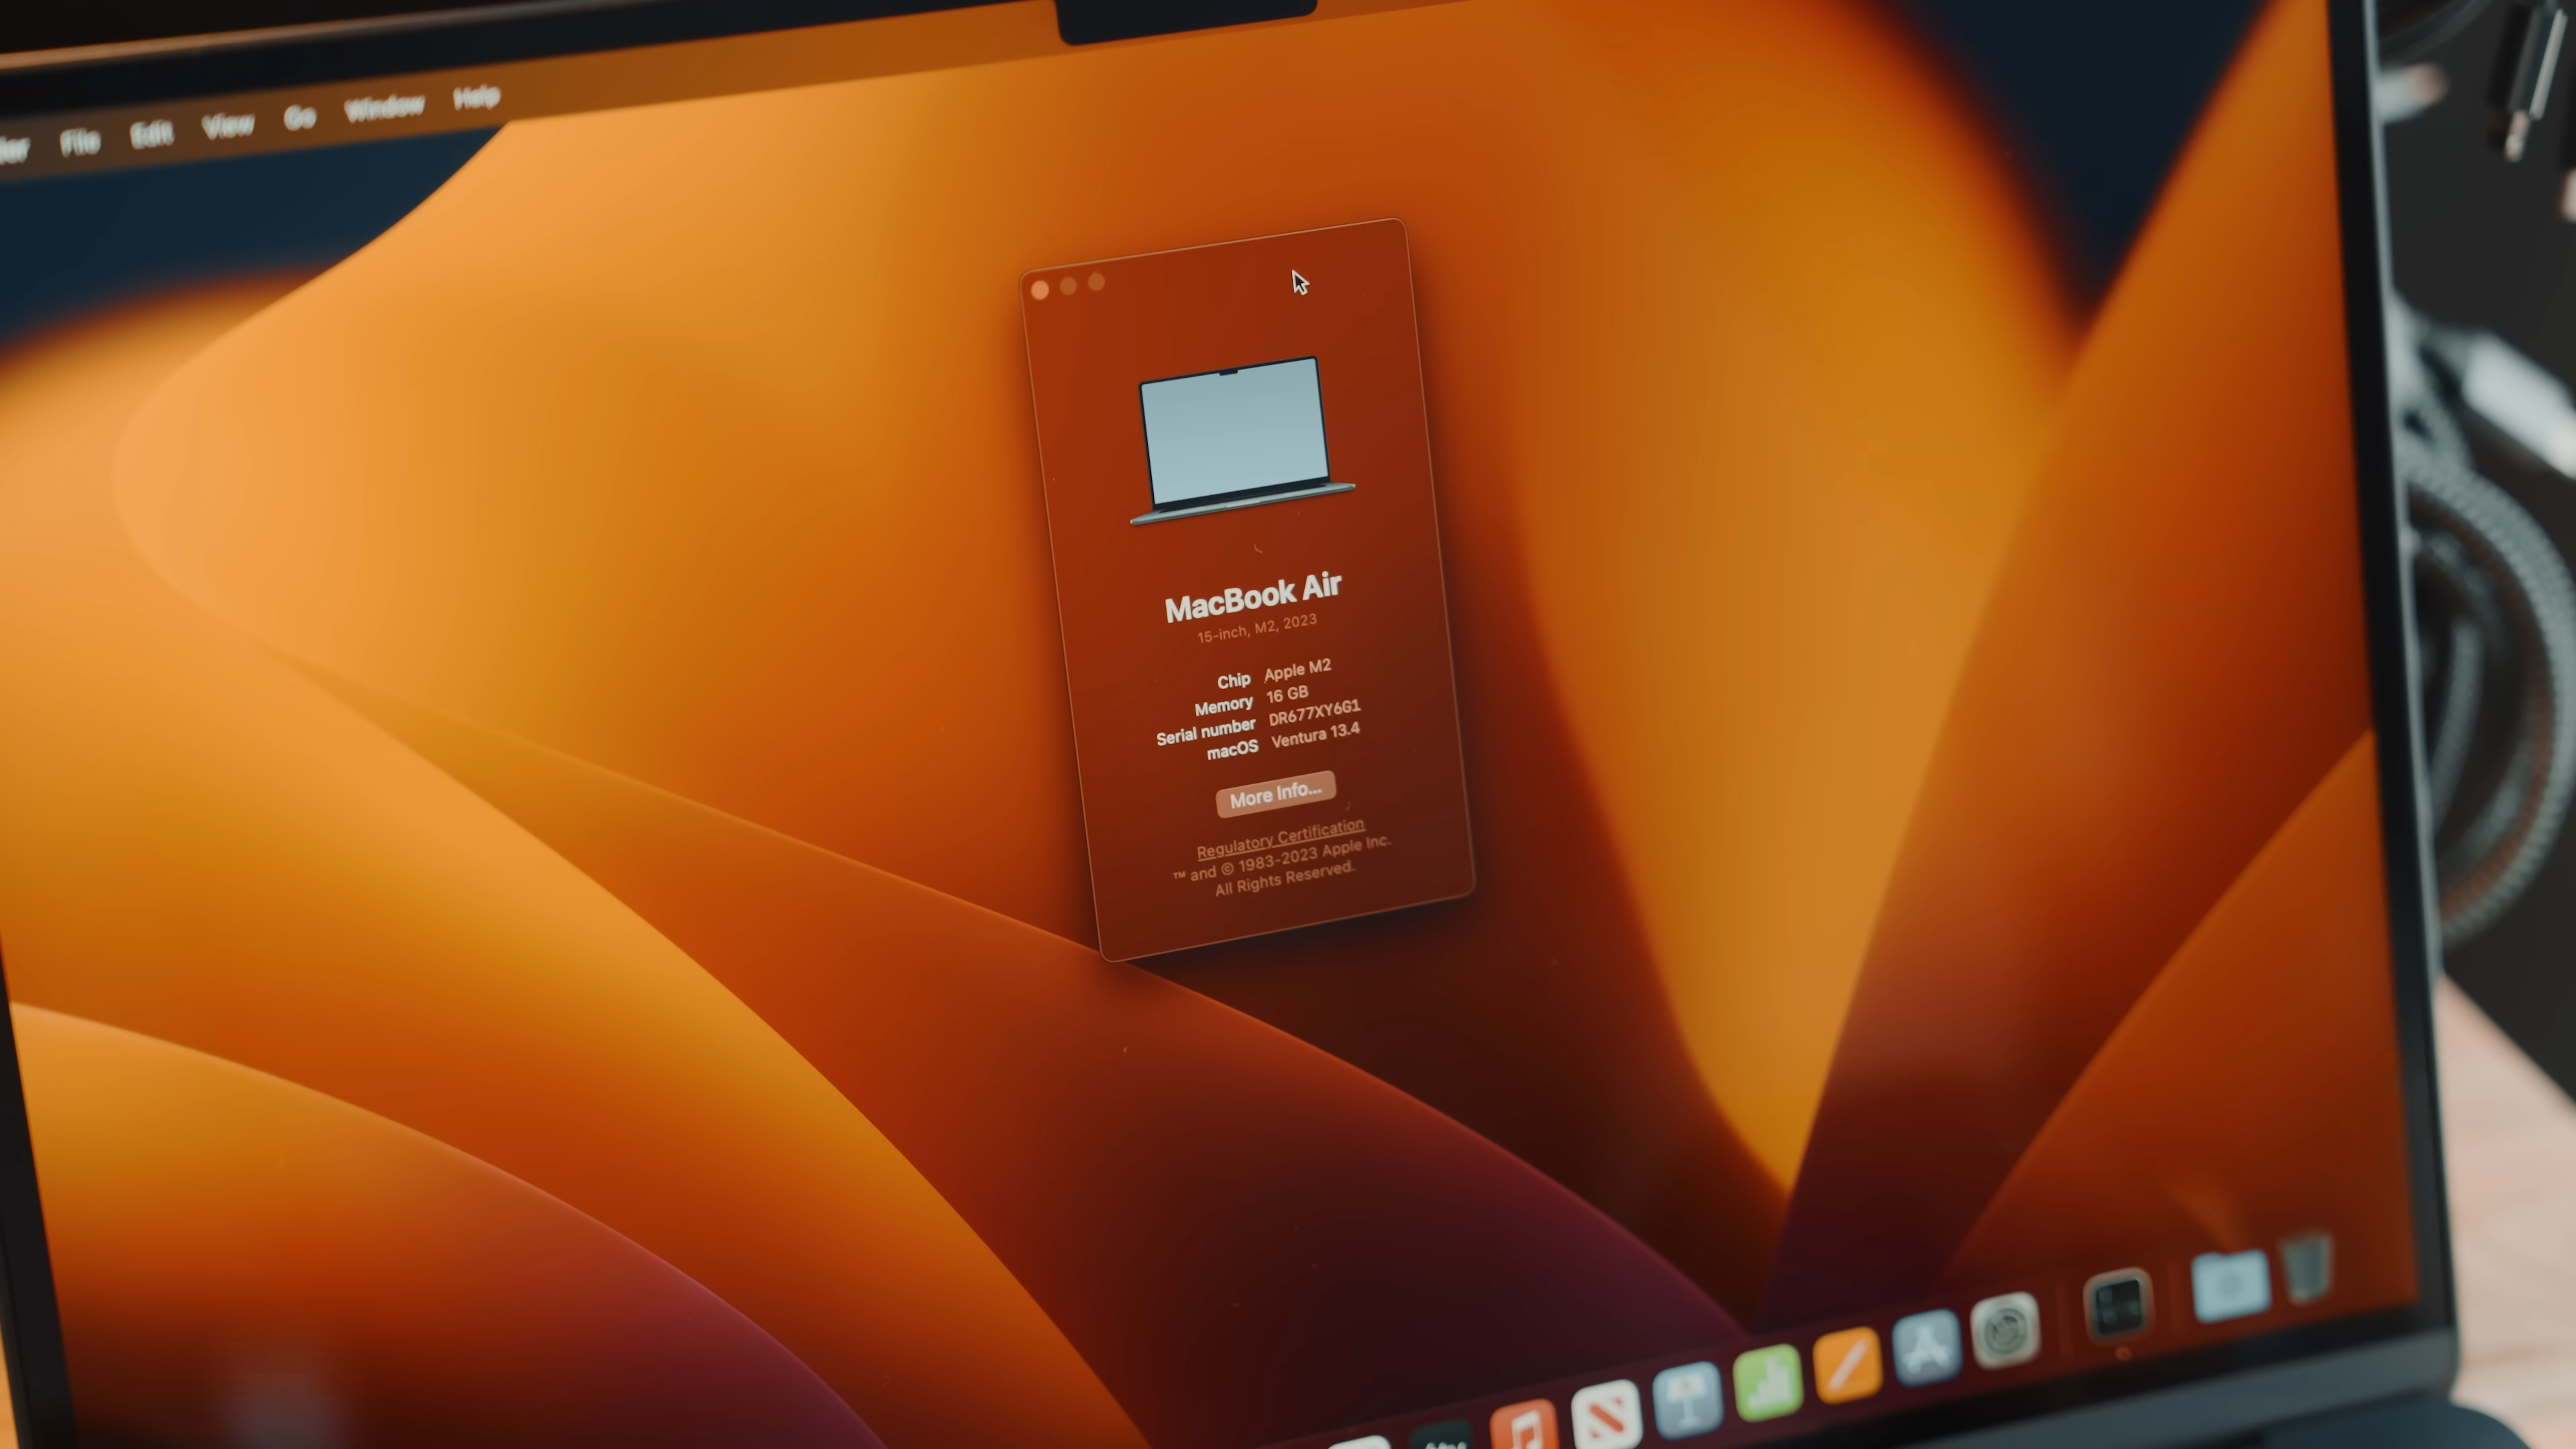 File Edit View Go Window Help
MacBook Air
15-inch, M2, 2023
Chip Apple M2
Memory 16 GB
Serial number DR677XY6G1
macOS Ventura 13.4
More Info...
Regulatory Certification
™ and © 1983-2023 Apple Inc.
All Rights Reserved.